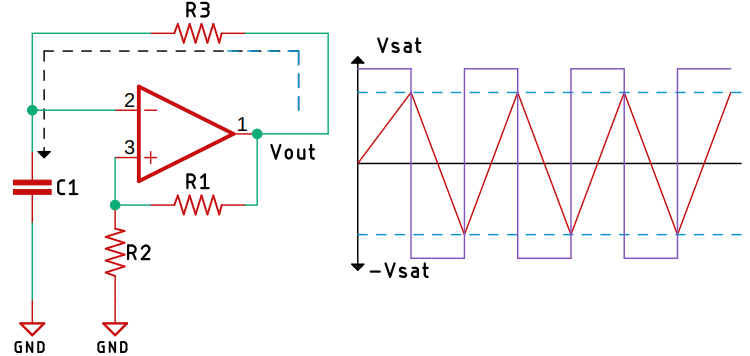 R3
Vsat
2
1
3
Vout
C1
R1
R2
-Vsat
GND
GND